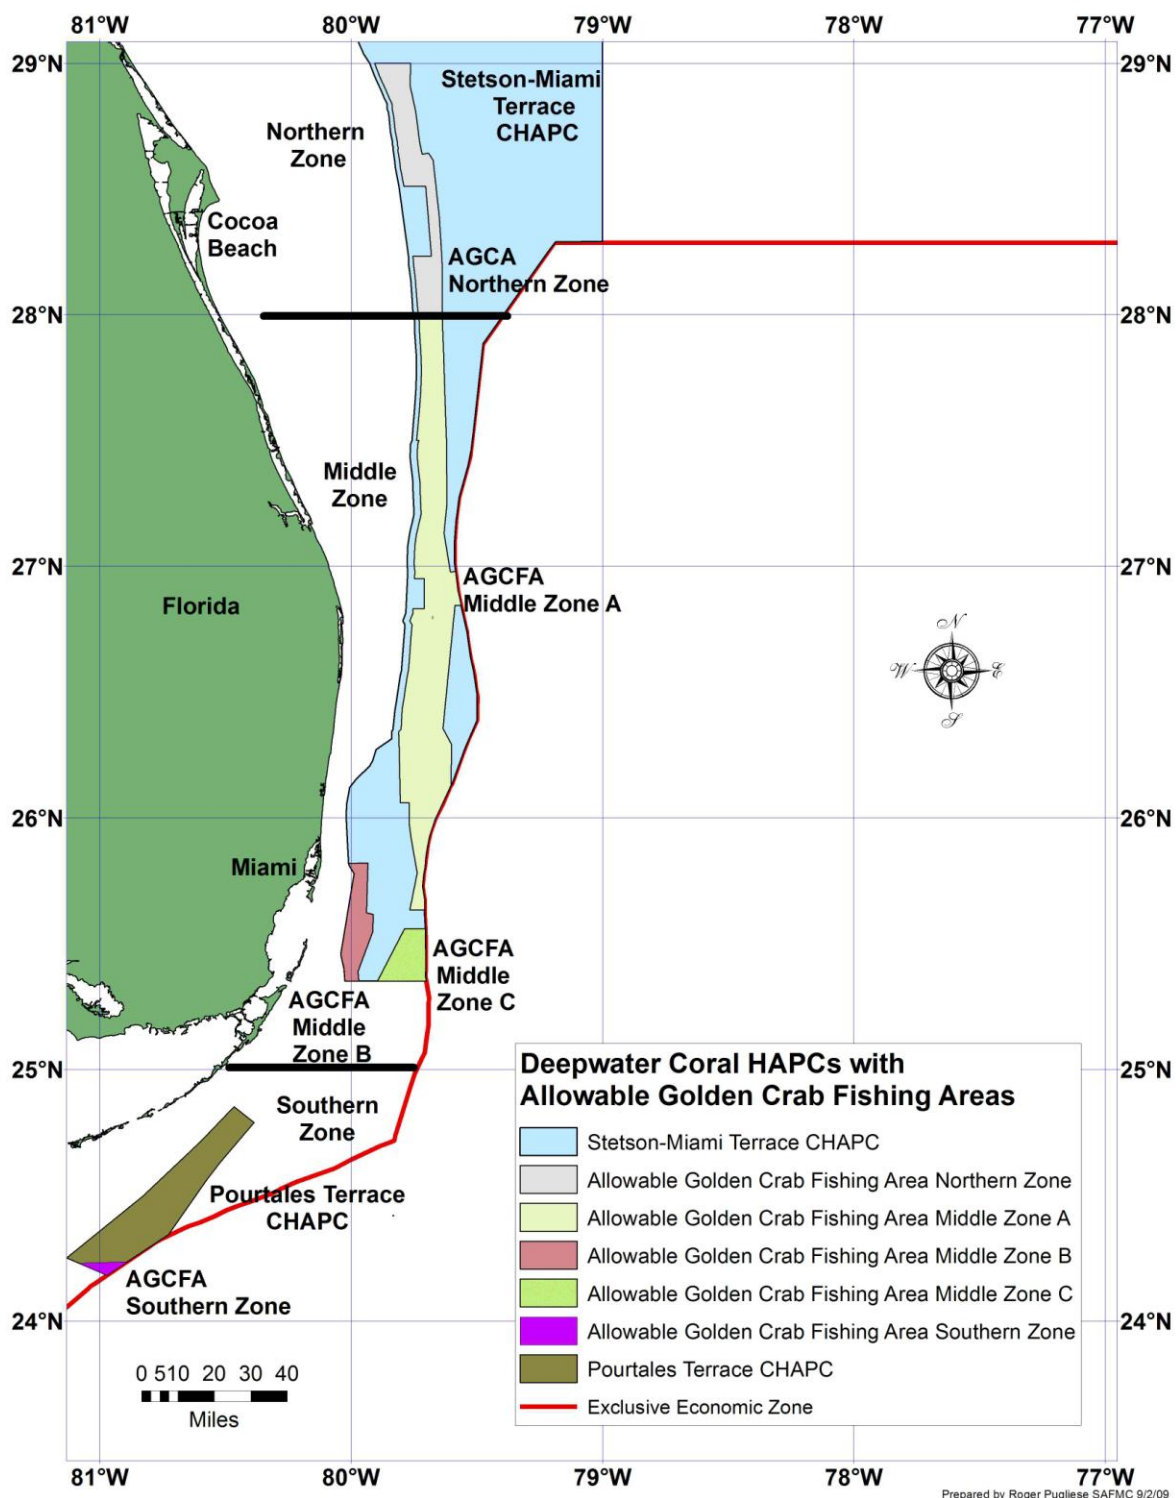 81°W 80°W 79°W 78°W 77°W
29°N 29°N
Stetson-Miami
Terrace
CHAPC
Northern
Zone
Cocoa
Beach
AGCA
Northern Zone
28°N 28°N
Middle
Zone
27°N 27°N
AGCFA
Middle Zone A
Florida
N
W E
S
26°N 26°N
Miami
AGCFA
Middle
Zone C
AGCFA
Middle
Zone B
25°N 25°N
Southern
Zone
Pourtales Terrace
CHAPC
AGCFA
Southern Zone
24°N 24°N
Deepwater Coral HAPCs with
Allowable Golden Crab Fishing Areas
Stetson-Miami Terrace CHAPC
Allowable Golden Crab Fishing Area Northern Zone
Allowable Golden Crab Fishing Area Middle Zone A
Allowable Golden Crab Fishing Area Middle Zone B
Allowable Golden Crab Fishing Area Middle Zone C
Allowable Golden Crab Fishing Area Southern Zone
Pourtales Terrace CHAPC
Exclusive Economic Zone
0 510 20 30 40
Miles
81°W 80°W 79°W 78°W 77°W
Prepared by Roger Pugliese SAFMC 9/2/09